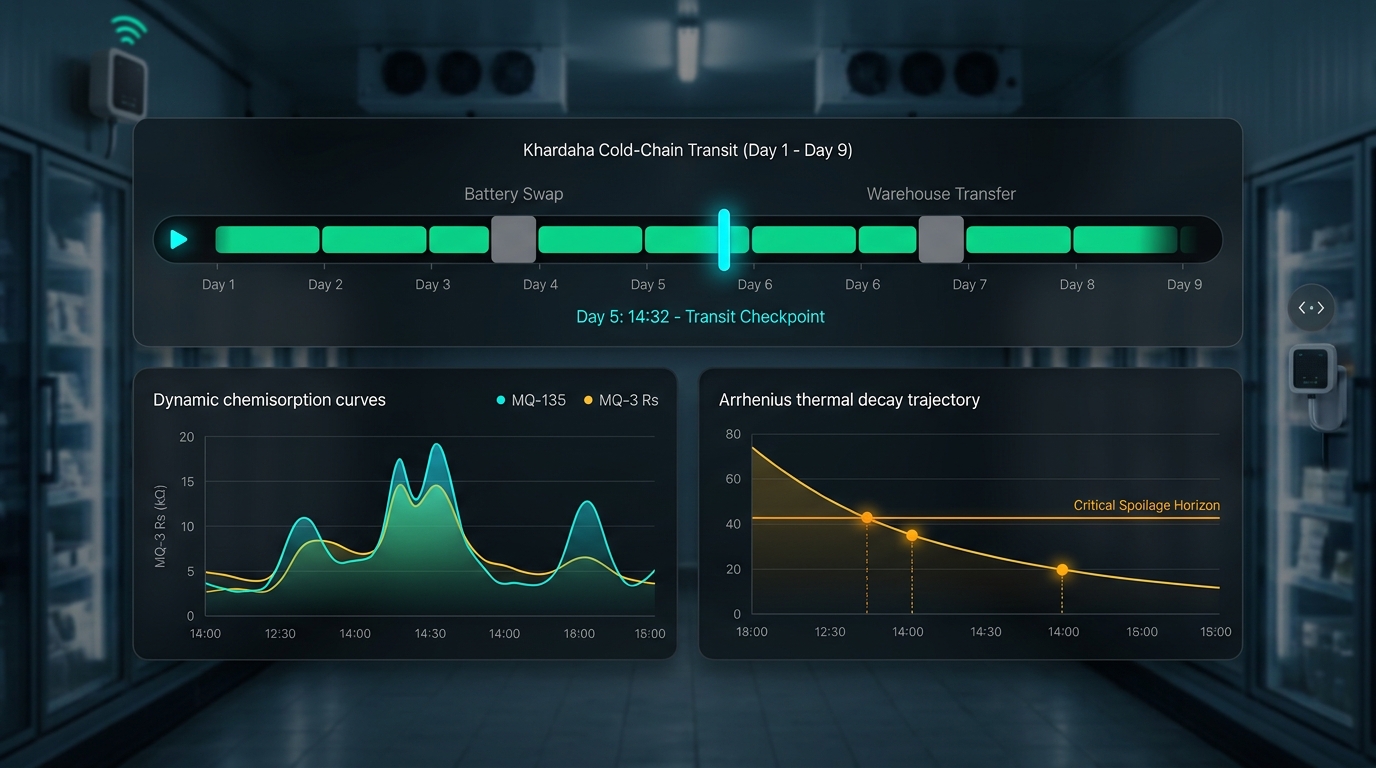 Khardaha Cold-Chain Transit (Day 1 - Day 9)
Battery Swap
Warehouse Transfer
Day 1 Day 2 Day 3 Day 4 Day 5 Day 6 Day 6 Day 7 Day 8 Day 9
Day 5: 14:32 - Transit Checkpoint
Dynamic chemisorption curves
MQ-135 MQ-3 Rs
MQ-3 Rs (kΩ)
20
15
10
5
0
14:00 12:30 14:00 14:30 14:00 18:00 15:00
Arrhenius thermal decay trajectory
80
60
Critical Spoilage Horizon
40
20
0
18:00 12:30 14:00 14:30 14:00 15:00 15:00